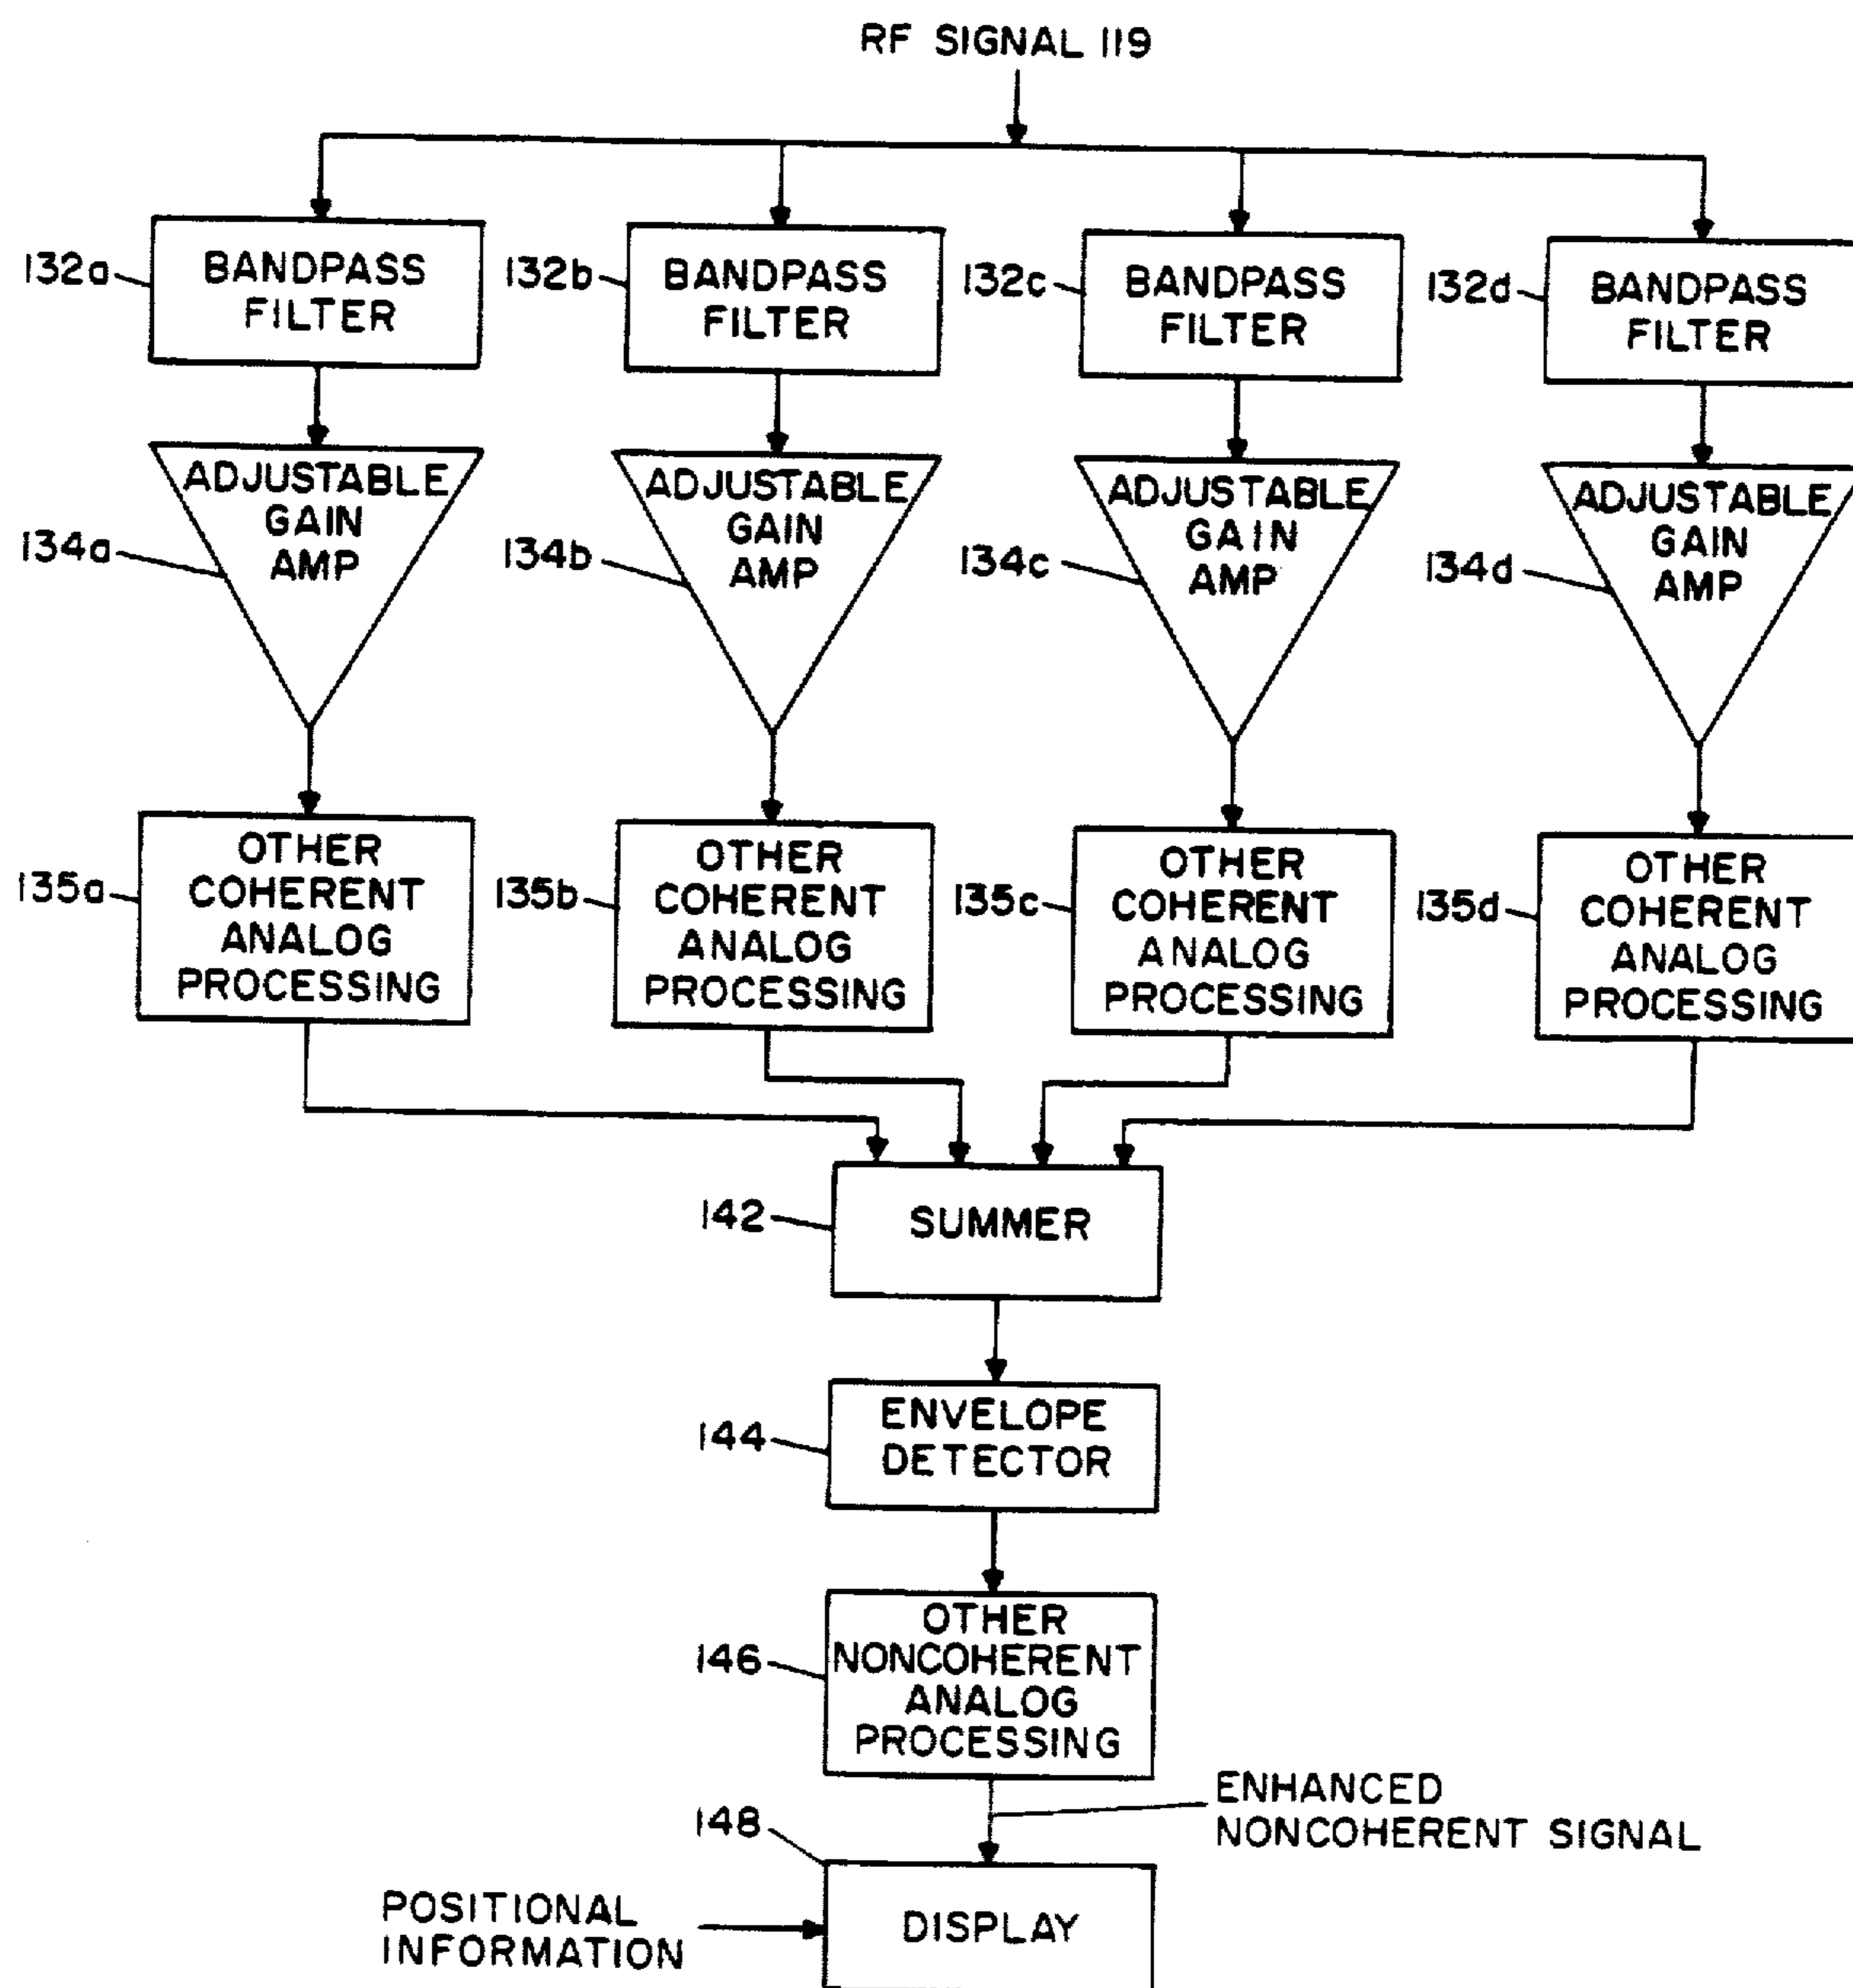 RF SIGNAL 119
132a
BANDPASS
FILTER
132b
BANDPASS
FILTER
132c
BANDPASS
FILTER
132d
BANDPASS
FILTER
134a
ADJUSTABLE
GAIN
AMP
134b
ADJUSTABLE
GAIN
AMP
134c
ADJUSTABLE
GAIN
AMP
134d
ADJUSTABLE
GAIN
AMP
135a
OTHER
COHERENT
ANALOG
PROCESSING
135b
OTHER
COHERENT
ANALOG
PROCESSING
135c
OTHER
COHERENT
ANALOG
PROCESSING
135d
OTHER
COHERENT
ANALOG
PROCESSING
142
SUMMER
144
ENVELOPE
DETECTOR
146
OTHER
NONCOHERENT
ANALOG
PROCESSING
ENHANCED
NONCOHERENT SIGNAL
148
POSITIONAL
INFORMATION
DISPLAY